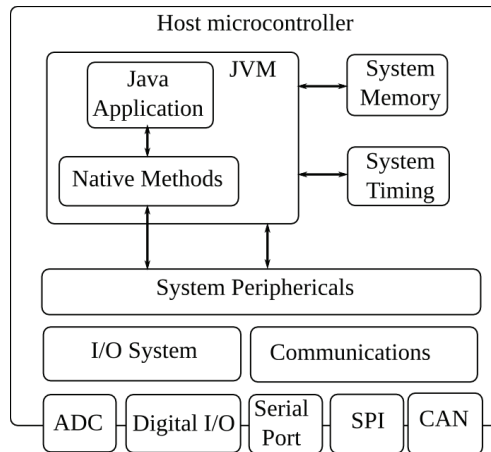 Host microcontroller
JVM
Java
Application
Native Methods
System
Memory
System
Timing
System Periphericals
I/O System
Communications
ADC
Digital I/O
Serial
Port
SPI
CAN